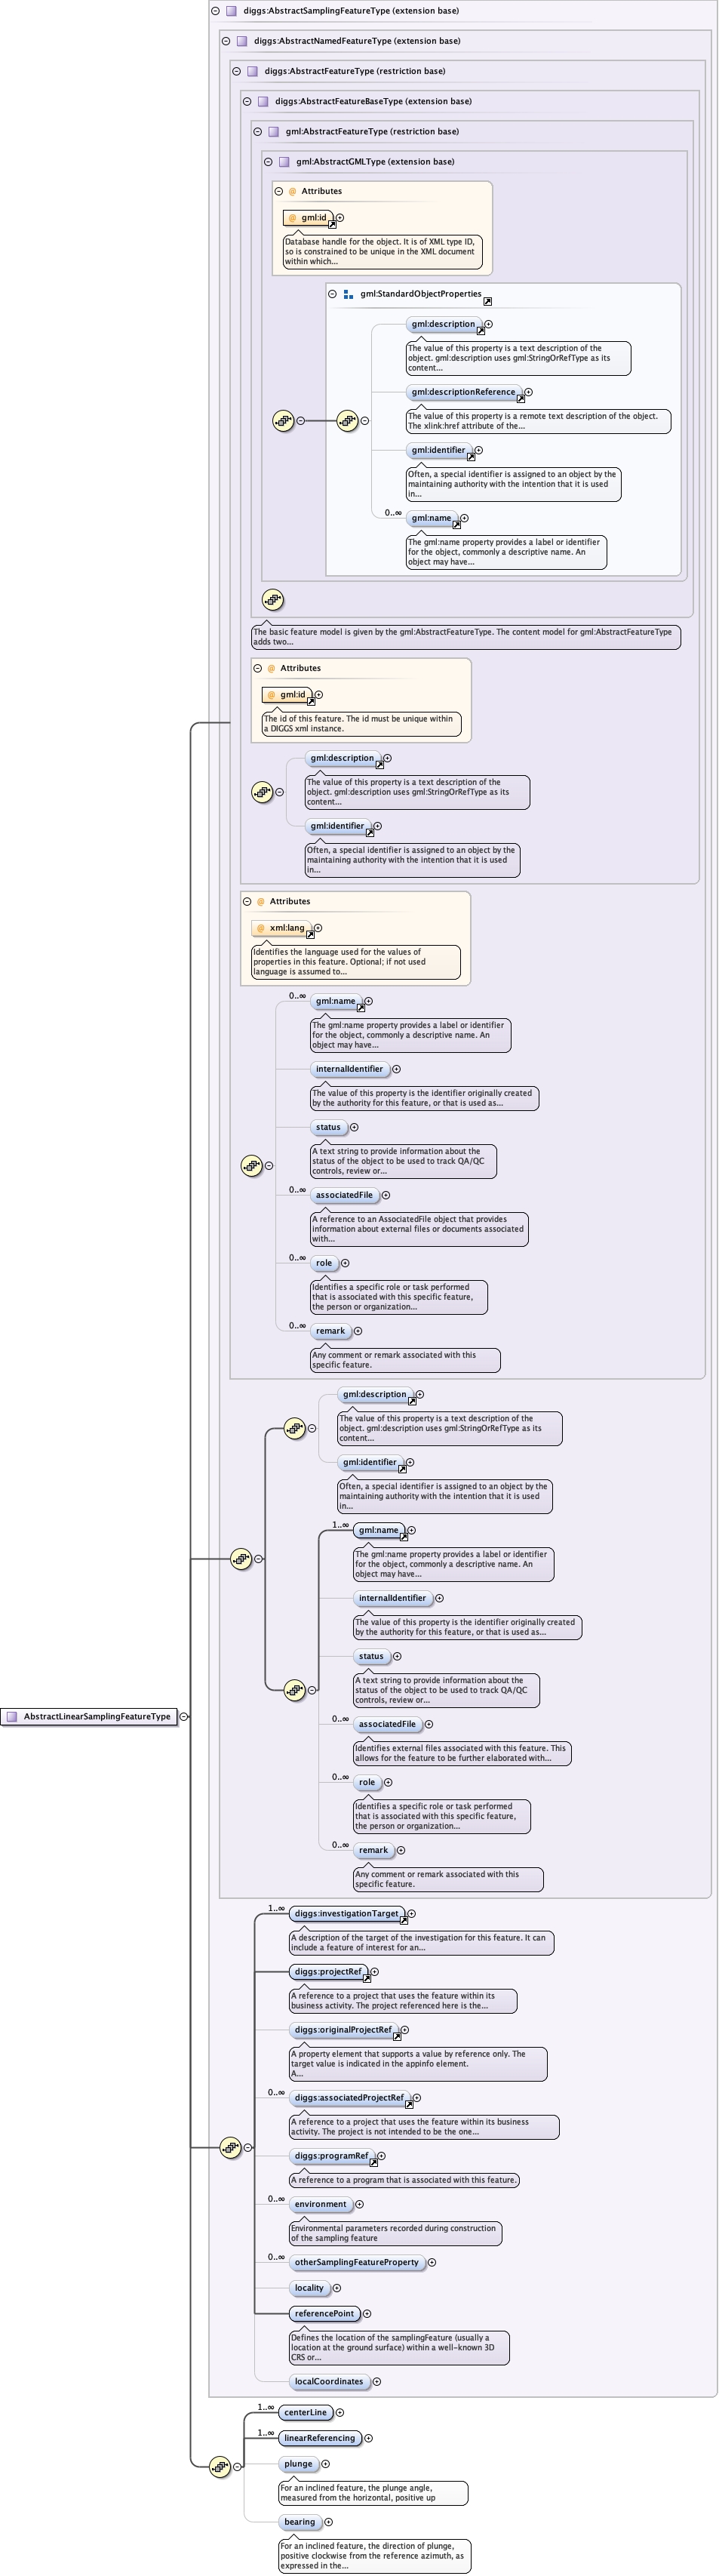 diggs:AbstractSamplingFeatureType (extension base)
diggs:AbstractNamedFeatureType (extension base)
diggs:AbstractFeatureType (restriction base)
diggs:AbstractFeatureBaseType (extension base)
gml:AbstractFeatureType (restriction base)
gml:AbstractGMLType (extension base)
@ Attributes
@ gml:id
Database handle for the object. It is of XML type ID,
so is constrained to be unique in the XML document
within which...
gml:StandardObjectProperties
gml:description
The value of this property is a text description of the
object. gml:description uses gml:StringOrRefType as its
content...
gml:descriptionReference
The value of this property is a remote text description of the object.
The xlink:href attribute of the...
gml:identifier
Often, a special identifier is assigned to an object by the
maintaining authority with the intention that it is used
in...
0..∞
gml:name
The gml:name property provides a label or identifier
for the object, commonly a descriptive name. An
object may have...
The basic feature model is given by the gml:AbstractFeatureType. The content model for gml:AbstractFeatureType
adds two...
@ Attributes
@ gml:id
The id of this feature. The id must be unique within
a DIGGS xml instance.
gml:description
The value of this property is a text description of the
object. gml:description uses gml:StringOrRefType as its
content...
gml:identifier
Often, a special identifier is assigned to an object by the
maintaining authority with the intention that it is used
in...
@ Attributes
@ xml:lang
Identifies the language used for the values of
properties in this feature. Optional; if not used
language is assumed to...
0..∞
gml:name
The gml:name property provides a label or identifier
for the object, commonly a descriptive name. An
object may have...
internalIdentifier
The value of this property is the identifier originally created
by the authority for this feature, or that is used as...
status
A text string to provide information about the
status of the object to be used to track QA/QC
controls, review or...
0..∞
associatedFile
A reference to an AssociatedFile object that provides
information about external files or documents associated
with...
0..∞
role
Identifies a specific role or task performed
that is associated with this specific feature,
the person or organization...
0..∞
remark
Any comment or remark associated with this
specific feature.
gml:description
The value of this property is a text description of the
object. gml:description uses gml:StringOrRefType as its
content...
gml:identifier
Often, a special identifier is assigned to an object by the
maintaining authority with the intention that it is used
in...
1..∞
gml:name
The gml:name property provides a label or identifier
for the object, commonly a descriptive name. An
object may have...
internalIdentifier
The value of this property is the identifier originally created
by the authority for this feature, or that is used as...
status
A text string to provide information about the
status of the object to be used to track QA/QC
controls, review or...
AbstractLinearSamplingFeatureType
0..∞
associatedFile
Identifies external files associated with this feature. This
allows for the feature to be further elaborated with...
0..∞
role
Identifies a specific role or task performed
that is associated with this specific feature,
the person or organization...
0..∞
remark
Any comment or remark associated with this
specific feature.
1..∞
diggs:investigationTarget
A description of the target of the investigation for this feature. It can
include a feature of interest for an...
diggs:projectRef
A reference to a project that uses the feature within its
business activity. The project referenced here is the...
diggs:originalProjectRef
A property element that supports a value by reference only. The
target value is indicated in the appinfo element.
A...
0..∞
diggs:associatedProjectRef
A reference to a project that uses the feature within its business
activity. The project is not intended to be the one...
diggs:programRef
A reference to a program that is associated with this feature.
0..∞
environment
Environmental parameters recorded during construction
of the sampling feature
0..∞
otherSamplingFeatureProperty
locality
referencePoint
Defines the location of the samplingFeature (usually a
location at the ground surface) within a well-known 3D
CRS or...
localCoordinates
1..∞
centerLine
1..∞
linearReferencing
plunge
For an inclined feature, the plunge angle,
measured from the horizontal, positive up
bearing
For an inclined feature, the direction of plunge,
positive clockwise from the reference azimuth, as
expressed in the...